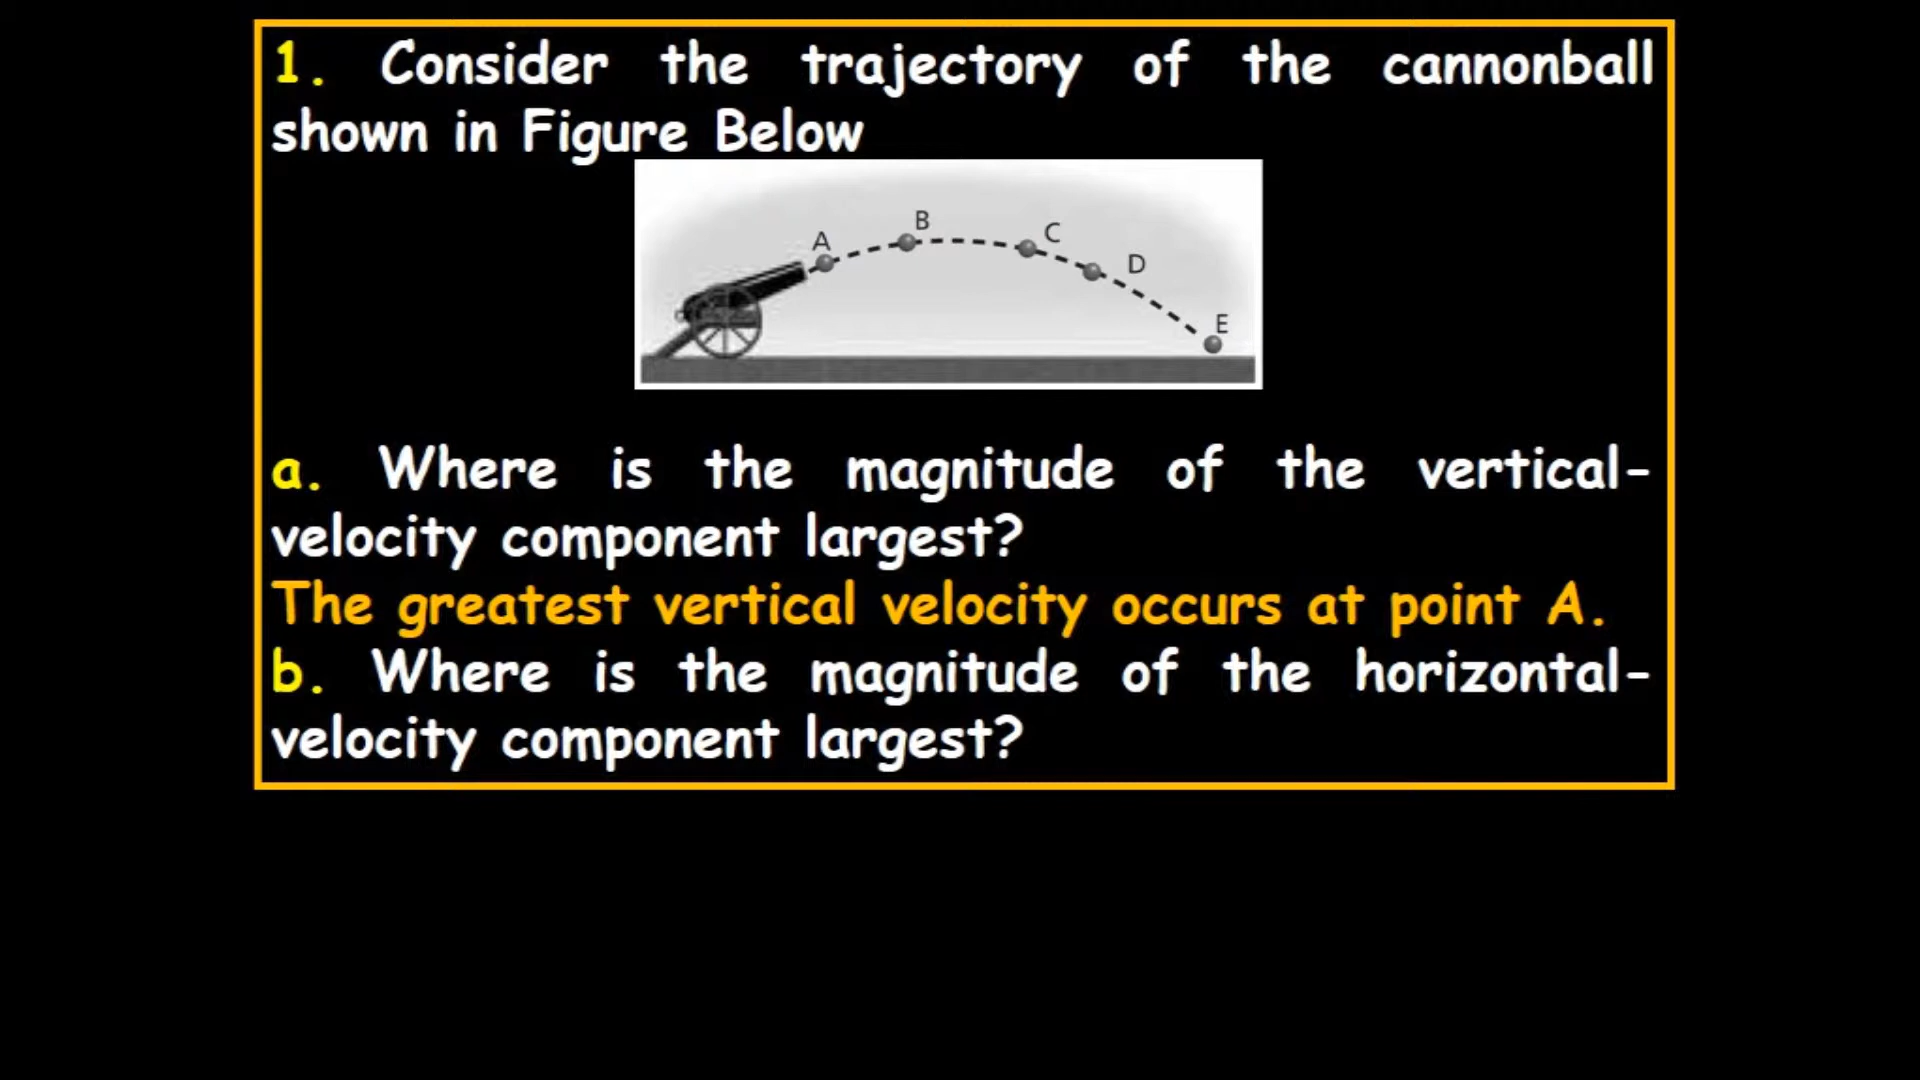 1. Consider the trajectory of the cannonball
shown in Figure Below
A
B
C
D
E
a. Where is the magnitude of the vertical-
velocity component largest?
The greatest vertical velocity occurs at point A.
b. Where is the magnitude of the horizontal-
velocity component largest?